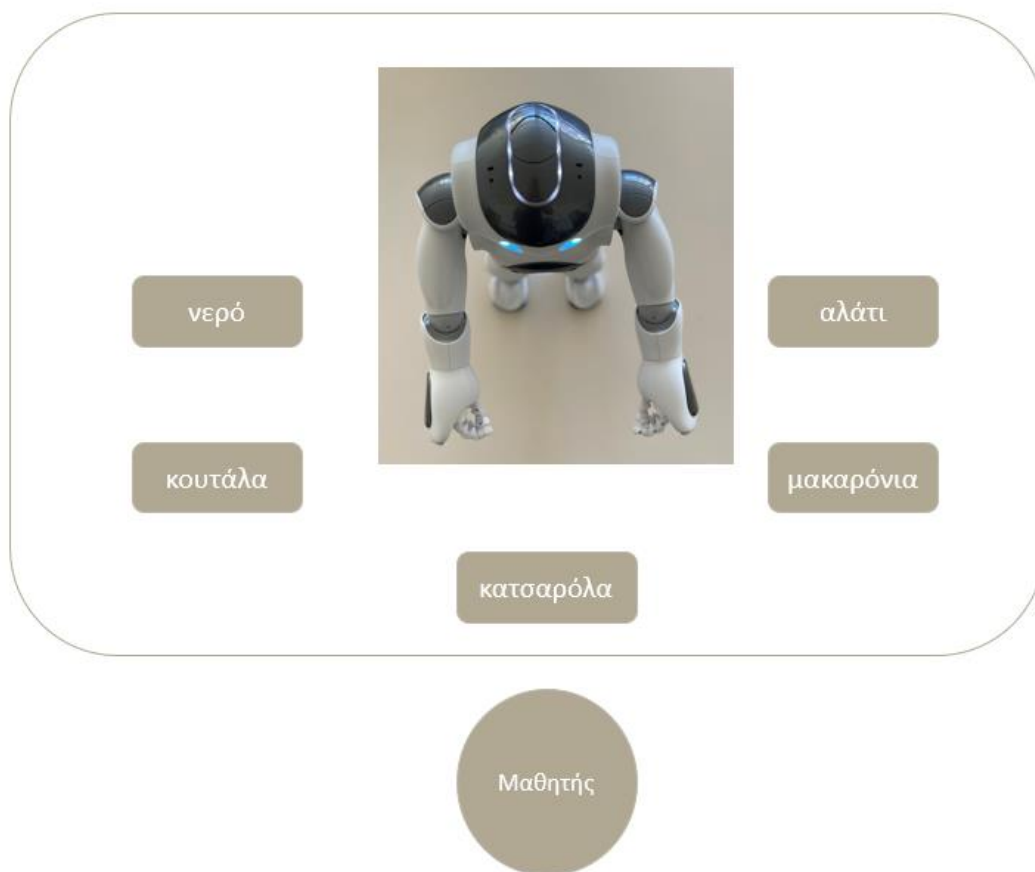 νερό
αλάτι
κουτάλα
μακαρόνια
κατσαρόλα
Μαθητής